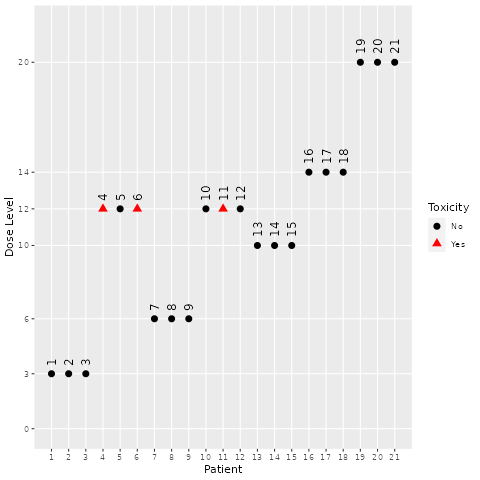 19 20 21
20
16 17 18
14
4 5 6 10 11 12
12
13 14 15
10
7 8 9
6
1 2 3
3
0
1 2 3 4 5 6 7 8 9 10 11 12 13 14 15 16 17 18 19 20 21
Patient
Dose Level
Toxicity
No
Yes